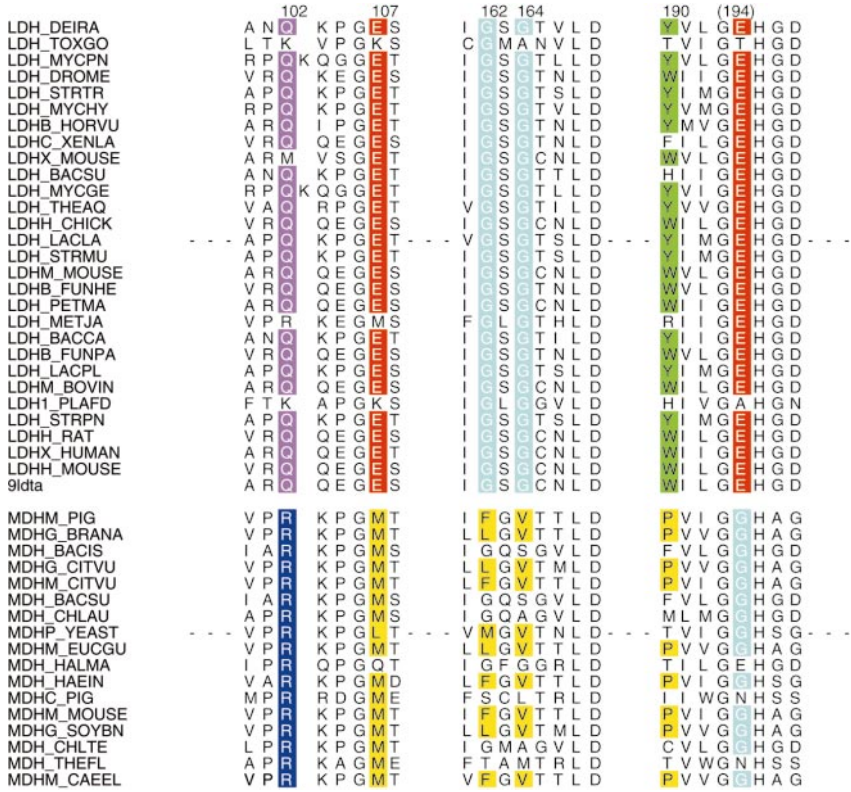 102 107 162 164 190 (194)
LDH_DEIRA A N Q K P G E S I G S G T V L D Y V L G E H G D
LDH_TOXGO L T K V P G K S C G M A N V L D T V I G T H G D
LDH_MYCPN R P Q K Q G G E T I G S G T L L D Y V L G E H G D
LDH_DROME V R Q K E G E S I G S G T N L D W I I G E H G D
LDH_STRTR A P Q K P G E T I G S G T S L D Y I M G E H G D
LDH_MYCHY R P Q K P G E T I G S G T V L D Y V M G E H G D
LDHB_HORVU A R Q I P G E T I G S G T N L D Y M V G E H G D
LDHC_XENLA V R Q Q E G E S I G S G T N L D F I L G E H G D
LDHX_MOUSE A R M V S G E T I G S G C N L D W V L G E H G D
LDH_BACSU A N Q K P G E T I G S G T T L D H I I G E H G D
LDH_MYCGE R P Q K Q G G E T I G S G T L L D Y V I G E H G D
LDH_THEAQ V A Q R P G E T V G S G T I L D Y V L G E H G D
LDHH_CHICK V R Q Q E G E S I G S G C N L D W I L G E H G D
LDH_LACLA - - - A P Q K P G E T - - - V G S G T S L D - - - Y I M G E H G D - - -
LDH_STRMU A P Q K P G E T I G S G T S L D Y I M G E H G D
LDHM_MOUSE A R Q Q E G E S I G S G C N L D W V L G E H G D
LDHB_FUNHE V R Q Q E G E S I G S G T N L D W V L G E H G D
LDH_PETMA A R Q Q E G E S I G S G C N L D W I I G E H G D
LDH_METJA V P R K E G M S F G L G T H L D R I I G E H G D
LDH_BACCA A N Q K P G E T I G S G T I L D Y I I G E H G D
LDHB_FUNPA V R Q Q E G E S I G S G T N L D W V L G E H G D
LDH_LACPL A P Q K P G E T I G S G T S L D Y I M G E H G D
LDHM_BOVIN A R Q Q E G E S I G S G C N L D W I L G E H G D
LDH1_PLAFD F T K A P G K S I G L G G V L D H I V G A H G N
LDH_STRPN A P Q K P G E T I G S G T S L D Y I M G E H G D
LDHH_RAT V R Q Q E G E S I G S G C N L D W I L G E H G D
LDHX_HUMAN A R Q Q E G E T I G S G C N L D W I I G E H G D
LDHH_MOUSE V R Q Q E G E S I G S G C N L D W I L G E H G D
9ldta A R Q Q E G E S I G S G C N L D W I L G E H G D
MDHM_PIG V P R K P G M T I F G V T T L D P V I G G H A G
MDHG_BRANA V P R K P G M T L L G V T T L D P V V G G H A G
MDH_BACIS I A R K P G M S I G Q S G V L D F V L G G H G D
MDHG_CITVU V P R K P G M T L L G V T M L D P V V G G H A G
MDHM_CITVU V P R K P G M T L F G V T T L D P V I G G H A G
MDH_BACSU I A R K P G M S I G Q S G V L D F V L G G H G D
MDH_CHLAU A P R K P G M S I G Q A G V L D M L M G G H G D
MDHP_YEAST - - - V P R K P G L T - - - V M G V T N L D - - - T V I G G H S G - - -
MDHM_EUCGU V P R K P G M T L L G V T T L D P V V G G H A G
MDH_HALMA I P R Q P G Q T I G F G G R L D T I L G E H G D
MDH_HAEIN V A R K P G M D L F G V T T L D P V I G G H S G
MDHC_PIG M P R R D G M E F S C L T R L D I I W G N H S S
MDHM_MOUSE V P R K P G M T I F G V T T L D P V I G G H A G
MDHG_SOYBN V P R K P G M T L L G V T M L D P V V G G H A G
MDH_CHLTE L P R K P G M T I G M A G V L D C V L G G H G D
MDH_THEFL A P R K A G M E F T A M T R L D T V W G N H S S
MDHM_CAEEL V P R K P G M T V F G V T T L D P V V G G H A G